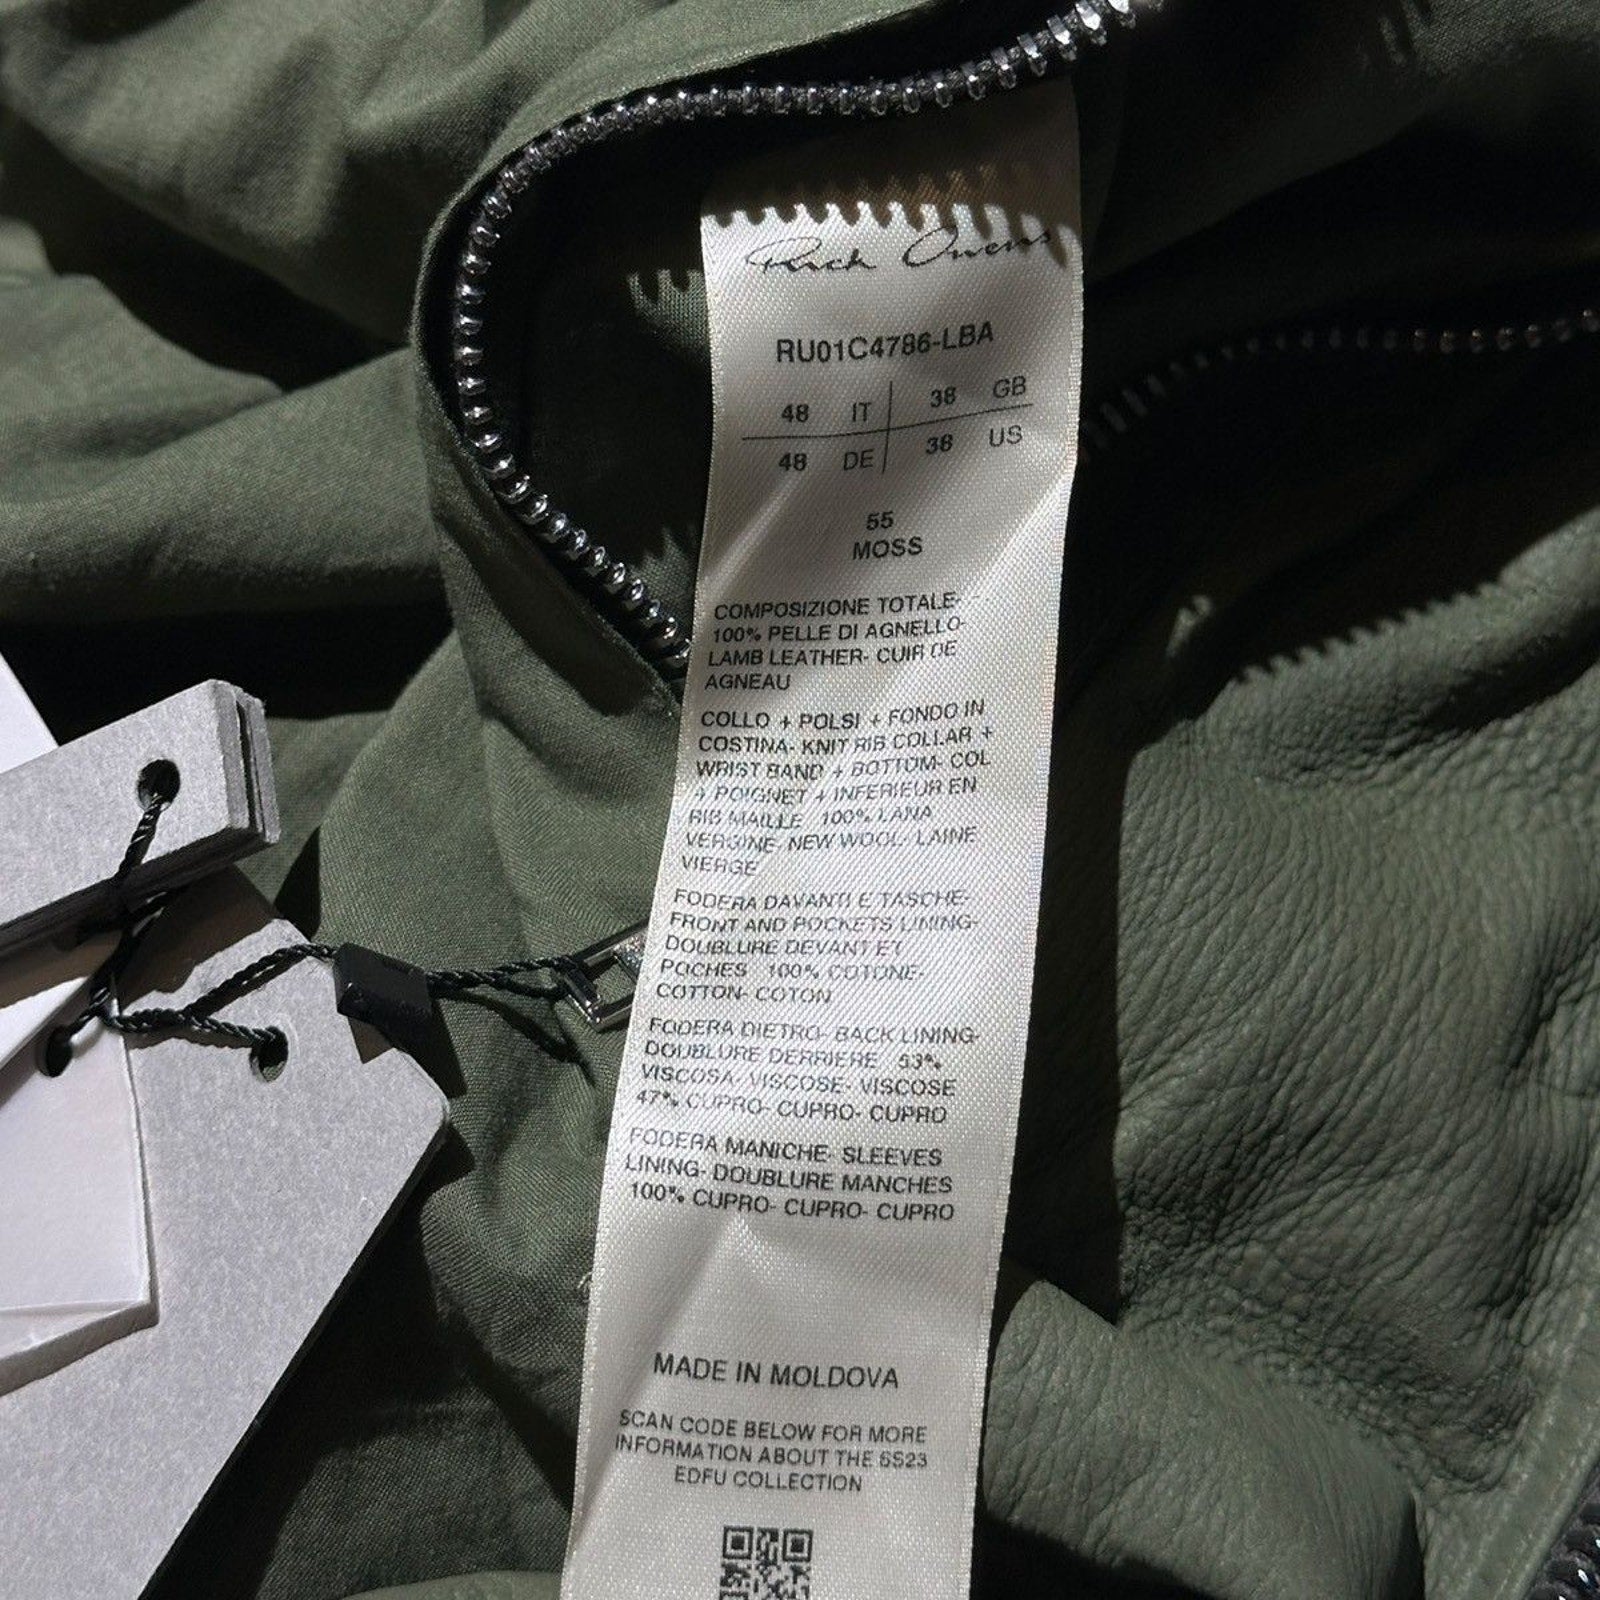 Rick Owens
RU01C4786-LBA
48 IT 38 GB
48 DE 38 US
55
MOSS
COMPOSIZIONE TOTALE-
100% PELLE DI AGNELLO-
LAMB LEATHER- CUIR DE
AGNEAU
COLLO + POLSI + FONDO IN
COSTINA- KNIT RIB COLLAR +
WRIST BAND + BOTTOM- COL
+ POIGNET + INFERIEUR EN
RIB MAILLE 100% LANA
VERGINE- NEW WOOL- LAINE
VIERGE
FODERA DAVANTI E TASCHE-
FRONT AND POCKETS LINING-
DOUBLURE DEVANT ET
POCHES 100% COTONE-
COTTON- COTON
FODERA DIETRO- BACK LINING-
DOUBLURE DERRIERE 53%
VISCOSA- VISCOSE- VISCOSE
47% CUPRO- CUPRO- CUPRO
FODERA MANICHE- SLEEVES
LINING- DOUBLURE MANCHES
100% CUPRO- CUPRO- CUPRO
MADE IN MOLDOVA
SCAN CODE BELOW FOR MORE
INFORMATION ABOUT THE SS23
EDFU COLLECTION